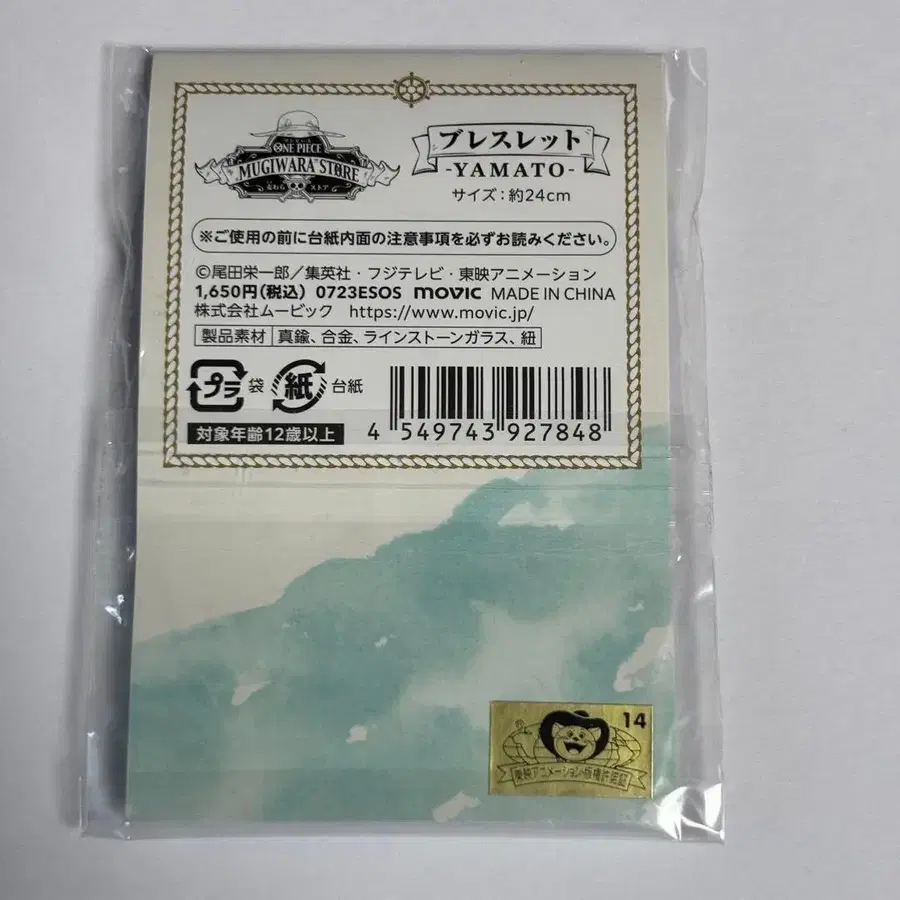 ワンピース
ONE PIECE
MUGIWARA STORE
麦わら ストア
ブレスレット
-YAMATO-
サイズ：約24cm
※ご使用の前に台紙内面の注意事項を必ずお読みください。
©尾田栄一郎／集英社・フジテレビ・東映アニメーション
1,650円(税込) 0723ESOS movic MADE IN CHINA
株式会社ムービック https://www.movic.jp/
製品素材 真鍮、合金、ラインストーンガラス、紐
プラ 袋 紙 台紙
対象年齢12歳以上
4 549743 927848
14
東映アニメーション・版権許諾証